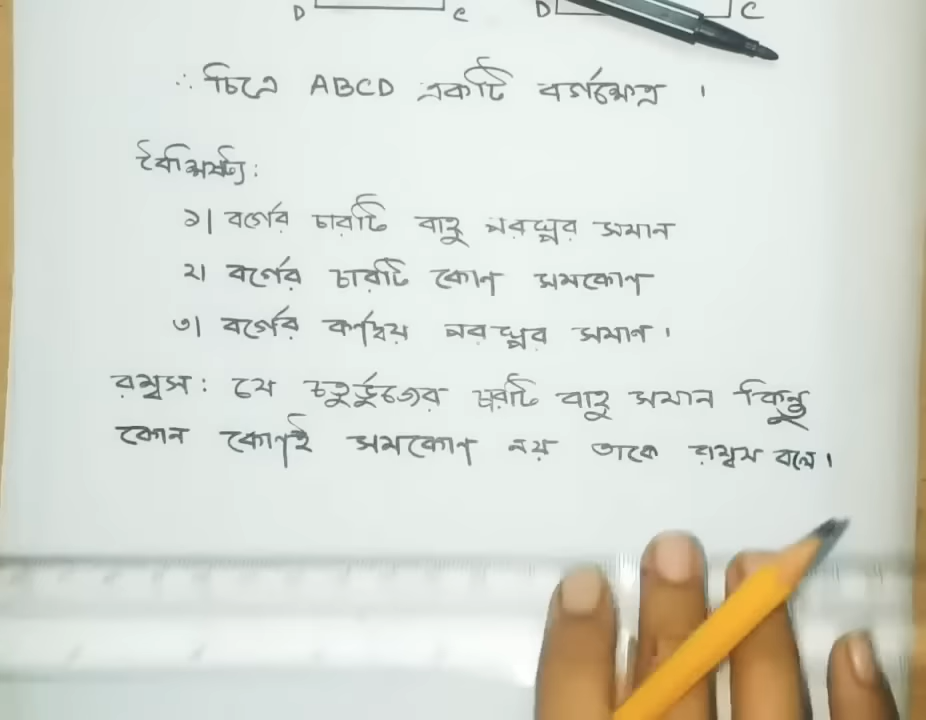 D C D C
∴ চিত্রে ABCD একটি বর্গক্ষেত্র ।
বৈশিষ্ট্য:
১। বর্গের চারটি বাহু পরস্পর সমান
২। বর্গের চারটি কোণ সমকোণ
৩। বর্গের কর্ণদ্বয় পরস্পর সমান ।
রম্বস: যে চতুর্ভুজের চারটি বাহু সমান কিন্তু
কোন কোণই সমকোণ নয় তাকে রম্বস বলে ।